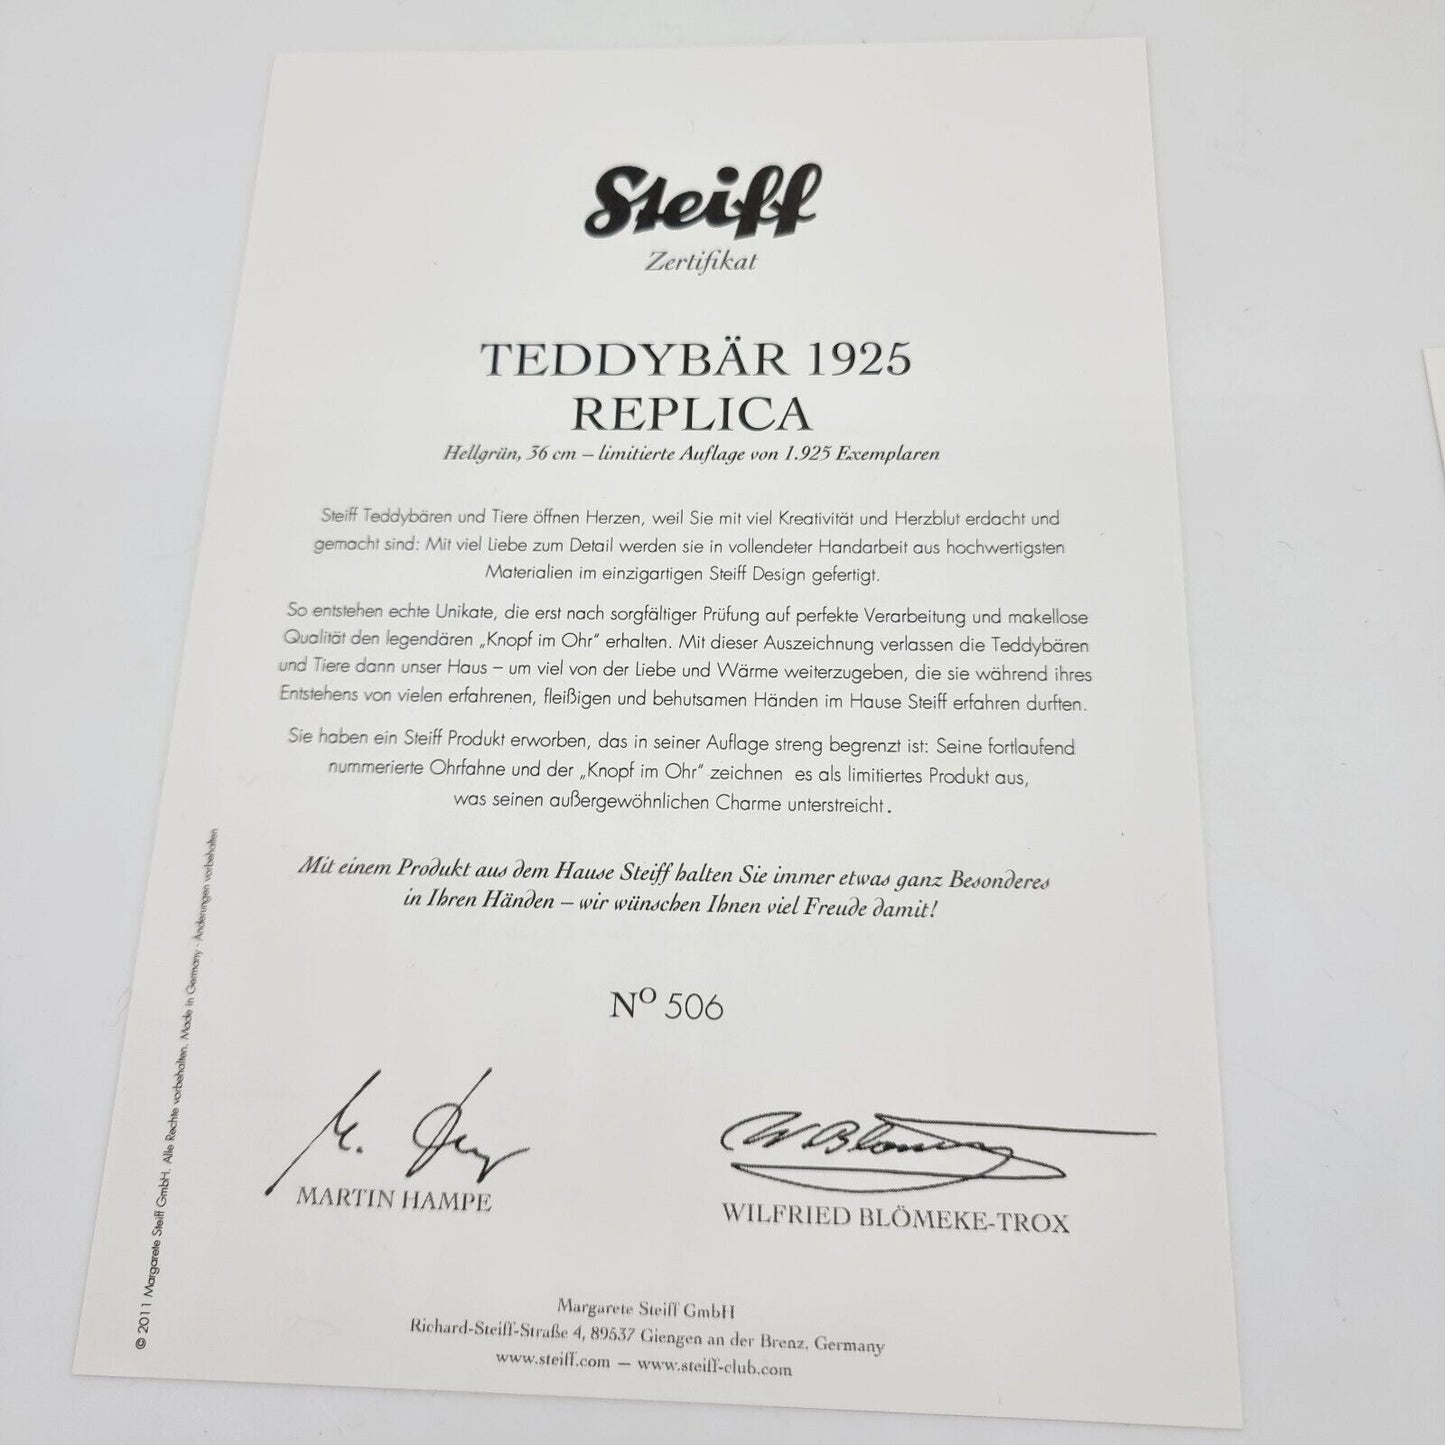 Steiff
Zertifikat
TEDDYBÄR 1925
REPLICA
Hellgrün, 36 cm – limitierte Auflage von 1.925 Exemplaren
Steiff Teddybären und Tiere öffnen Herzen, weil Sie mit viel Kreativität und Herzblut erdacht und
gemacht sind: Mit viel Liebe zum Detail werden sie in vollendeter Handarbeit aus hochwertigsten
Materialien im einzigartigen Steiff Design gefertigt.
So entstehen echte Unikate, die erst nach sorgfältiger Prüfung auf perfekte Verarbeitung und makellose
Qualität den legendären „Knopf im Ohr“ erhalten. Mit dieser Auszeichnung verlassen die Teddybären
und Tiere dann unser Haus – um viel von der Liebe und Wärme weiterzugeben, die sie während ihres
Entstehens von vielen erfahrenen, fleißigen und behutsamen Händen im Hause Steiff erfahren durften.
Sie haben ein Steiff Produkt erworben, das in seiner Auflage streng begrenzt ist: Seine fortlaufend
nummerierte Ohrfahne und der „Knopf im Ohr“ zeichnen es als limitiertes Produkt aus,
was seinen außergewöhnlichen Charme unterstreicht.
Mit einem Produkt aus dem Hause Steiff halten Sie immer etwas ganz Besonderes
in Ihren Händen – wir wünschen Ihnen viel Freude damit!
Nº 506
MARTIN HAMPE
WILFRIED BLÖMEKE-TROX
Margarete Steiff GmbH
Richard-Steiff-Straße 4, 89537 Giengen an der Brenz, Germany
www.steiff.com – www.steiff-club.com
© 2011 Margarete Steiff GmbH. Alle Rechte vorbehalten. Made in Germany · Änderungen vorbehalten